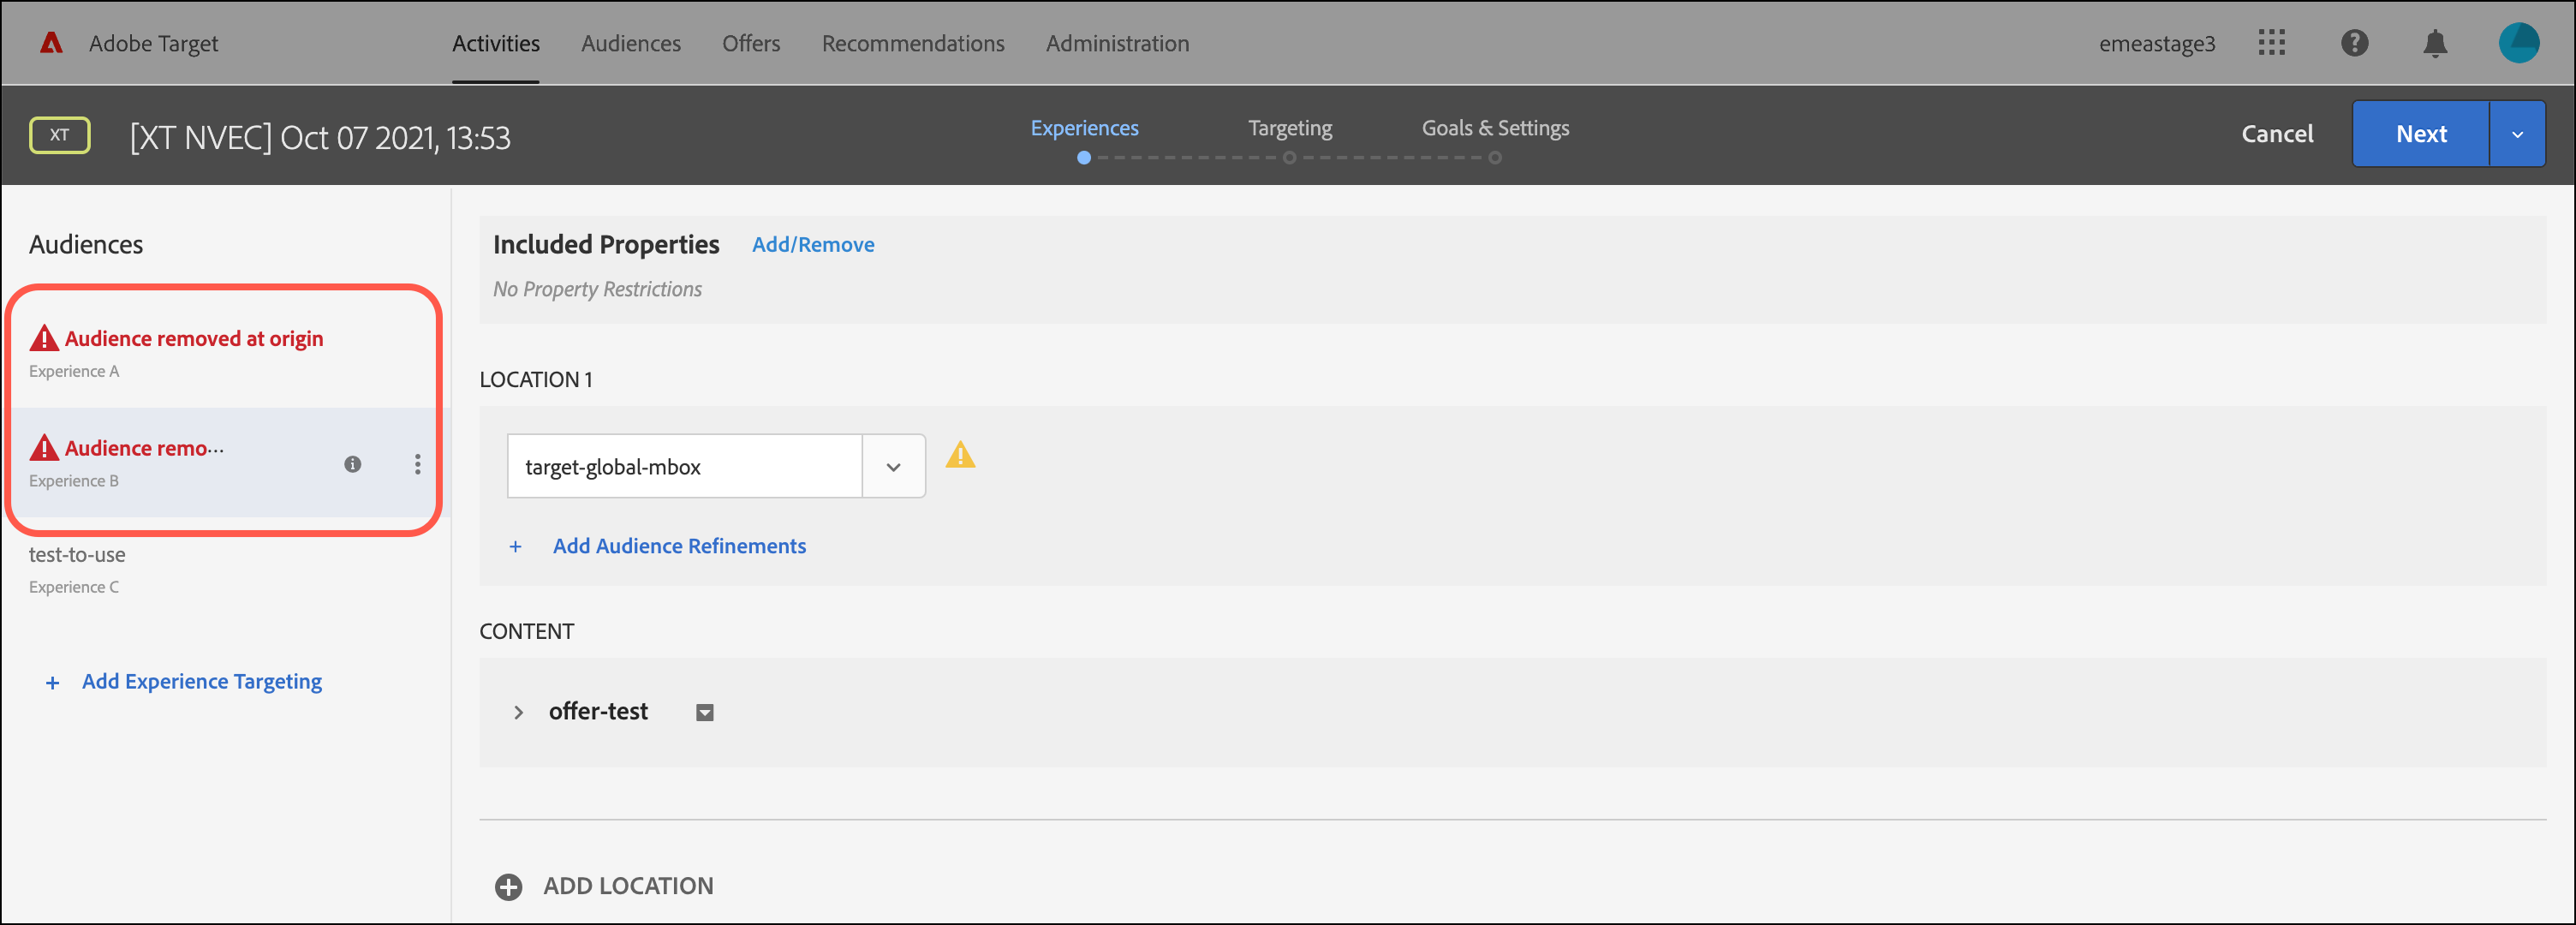 Adobe Target
Activities Audiences Offers Recommendations Administration
emeastage3
XT
[XT NVEC] Oct 07 2021, 13:53
Experiences Targeting Goals & Settings
Cancel
Next
Audiences
Audience removed at origin
Experience A
Audience remo...
Experience B
test-to-use
Experience C
+ Add Experience Targeting
Included Properties Add/Remove
No Property Restrictions
LOCATION 1
target-global-mbox
+ Add Audience Refinements
CONTENT
offer-test
ADD LOCATION